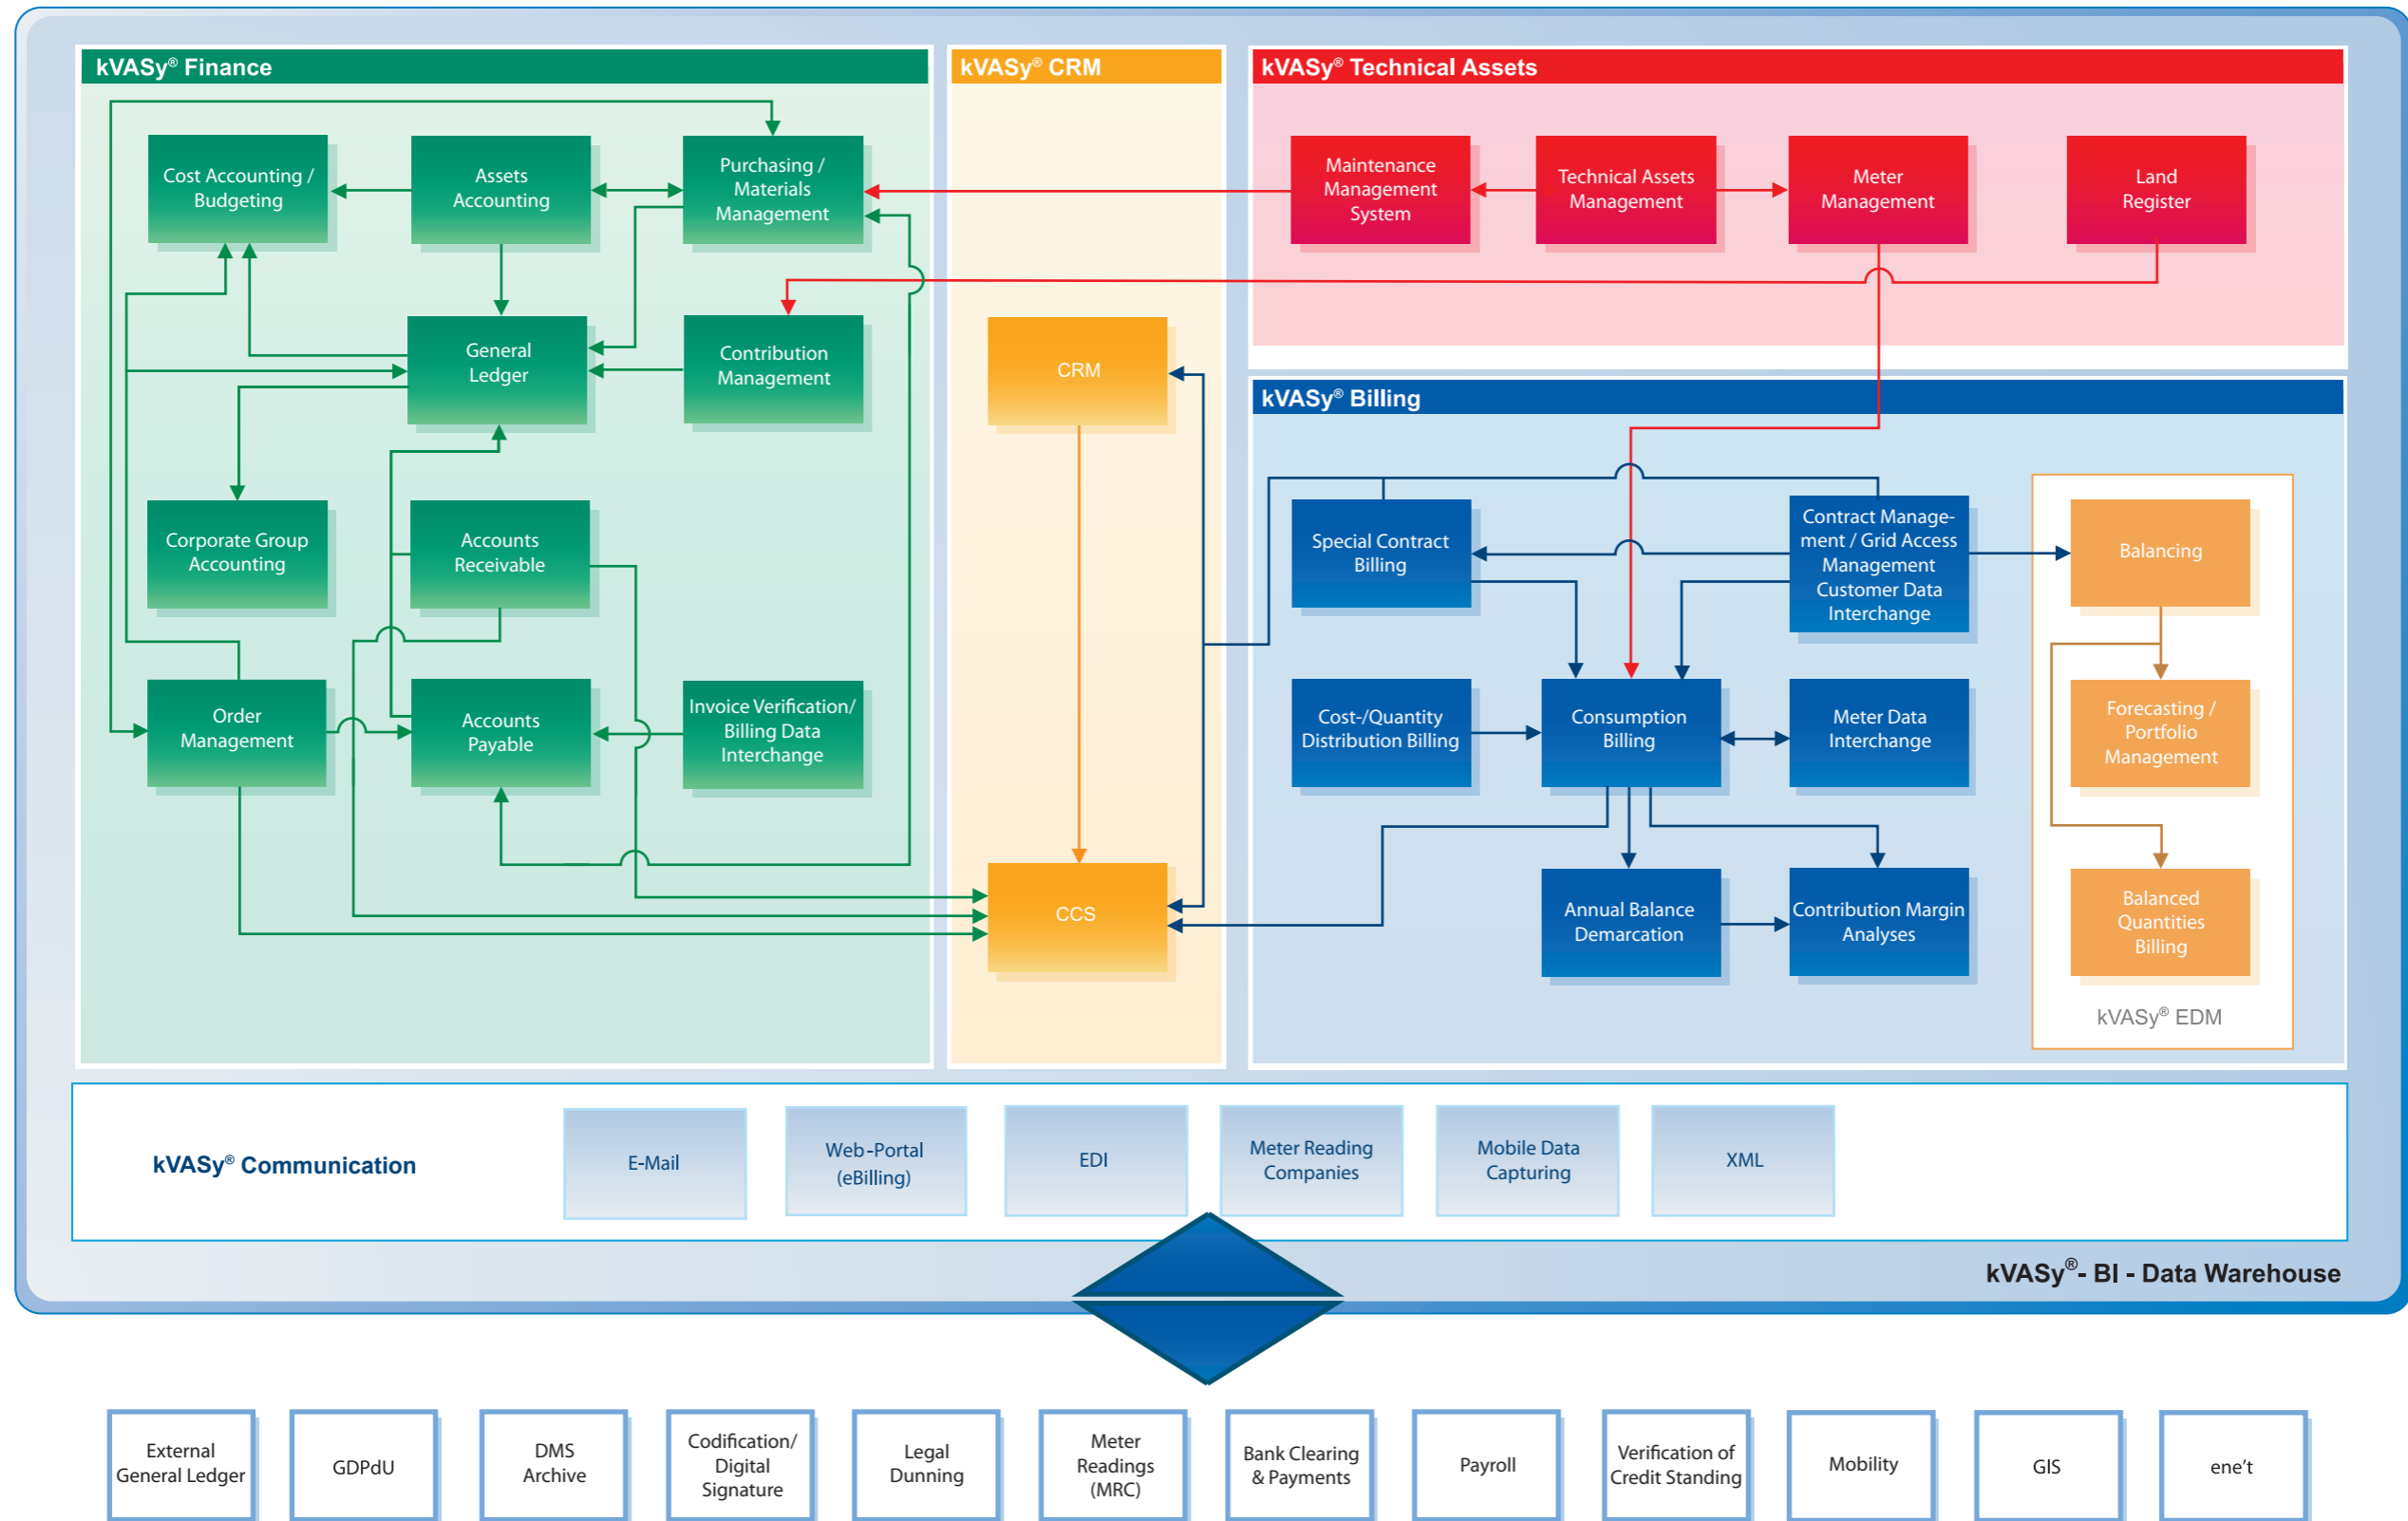 kVASy® Finance
Cost Accounting /
Budgeting
Assets
Accounting
Purchasing /
Materials
Management
General
Ledger
Contribution
Management
Corporate Group
Accounting
Accounts
Receivable
Order
Management
Accounts
Payable
Invoice Verification/
Billing Data
Interchange
kVASy® CRM
CRM
CCS
kVASy® Technical Assets
Maintenance
Management
System
Technical Assets
Management
Meter
Management
Land
Register
kVASy® Billing
Special Contract
Billing
Contract Manage-
ment / Grid Access
Management
Customer Data
Interchange
Balancing
Cost-/Quantity
Distribution Billing
Consumption
Billing
Meter Data
Interchange
Forecasting /
Portfolio
Management
Annual Balance
Demarcation
Contribution Margin
Analyses
Balanced
Quantities
Billing
kVASy® EDM
kVASy® Communication
E-Mail
Web-Portal
(eBilling)
EDI
Meter Reading
Companies
Mobile Data
Capturing
XML
kVASy®- BI - Data Warehouse
External
General Ledger
GDPdU
DMS
Archive
Codification/
Digital
Signature
Legal
Dunning
Meter
Readings
(MRC)
Bank Clearing
& Payments
Payroll
Verification of
Credit Standing
Mobility
GIS
ene't